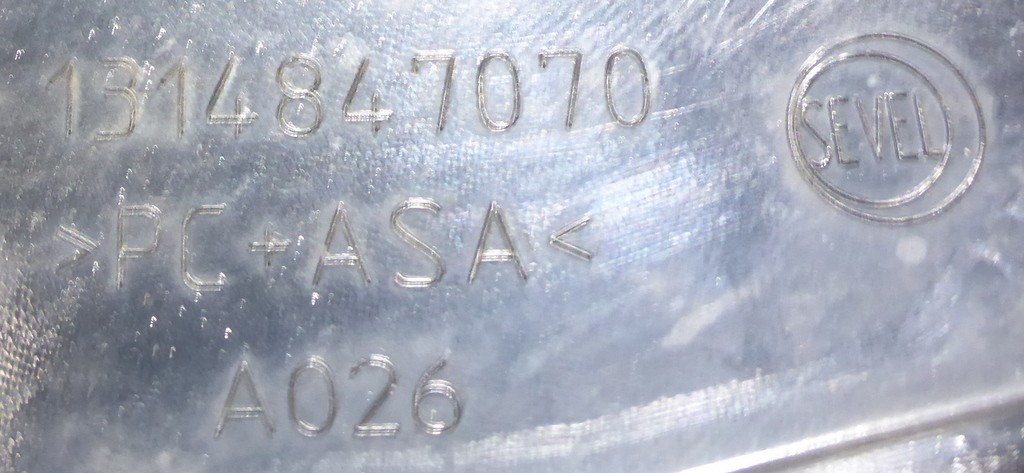 1314847070
SEVEL
>PC+ASA<
A026